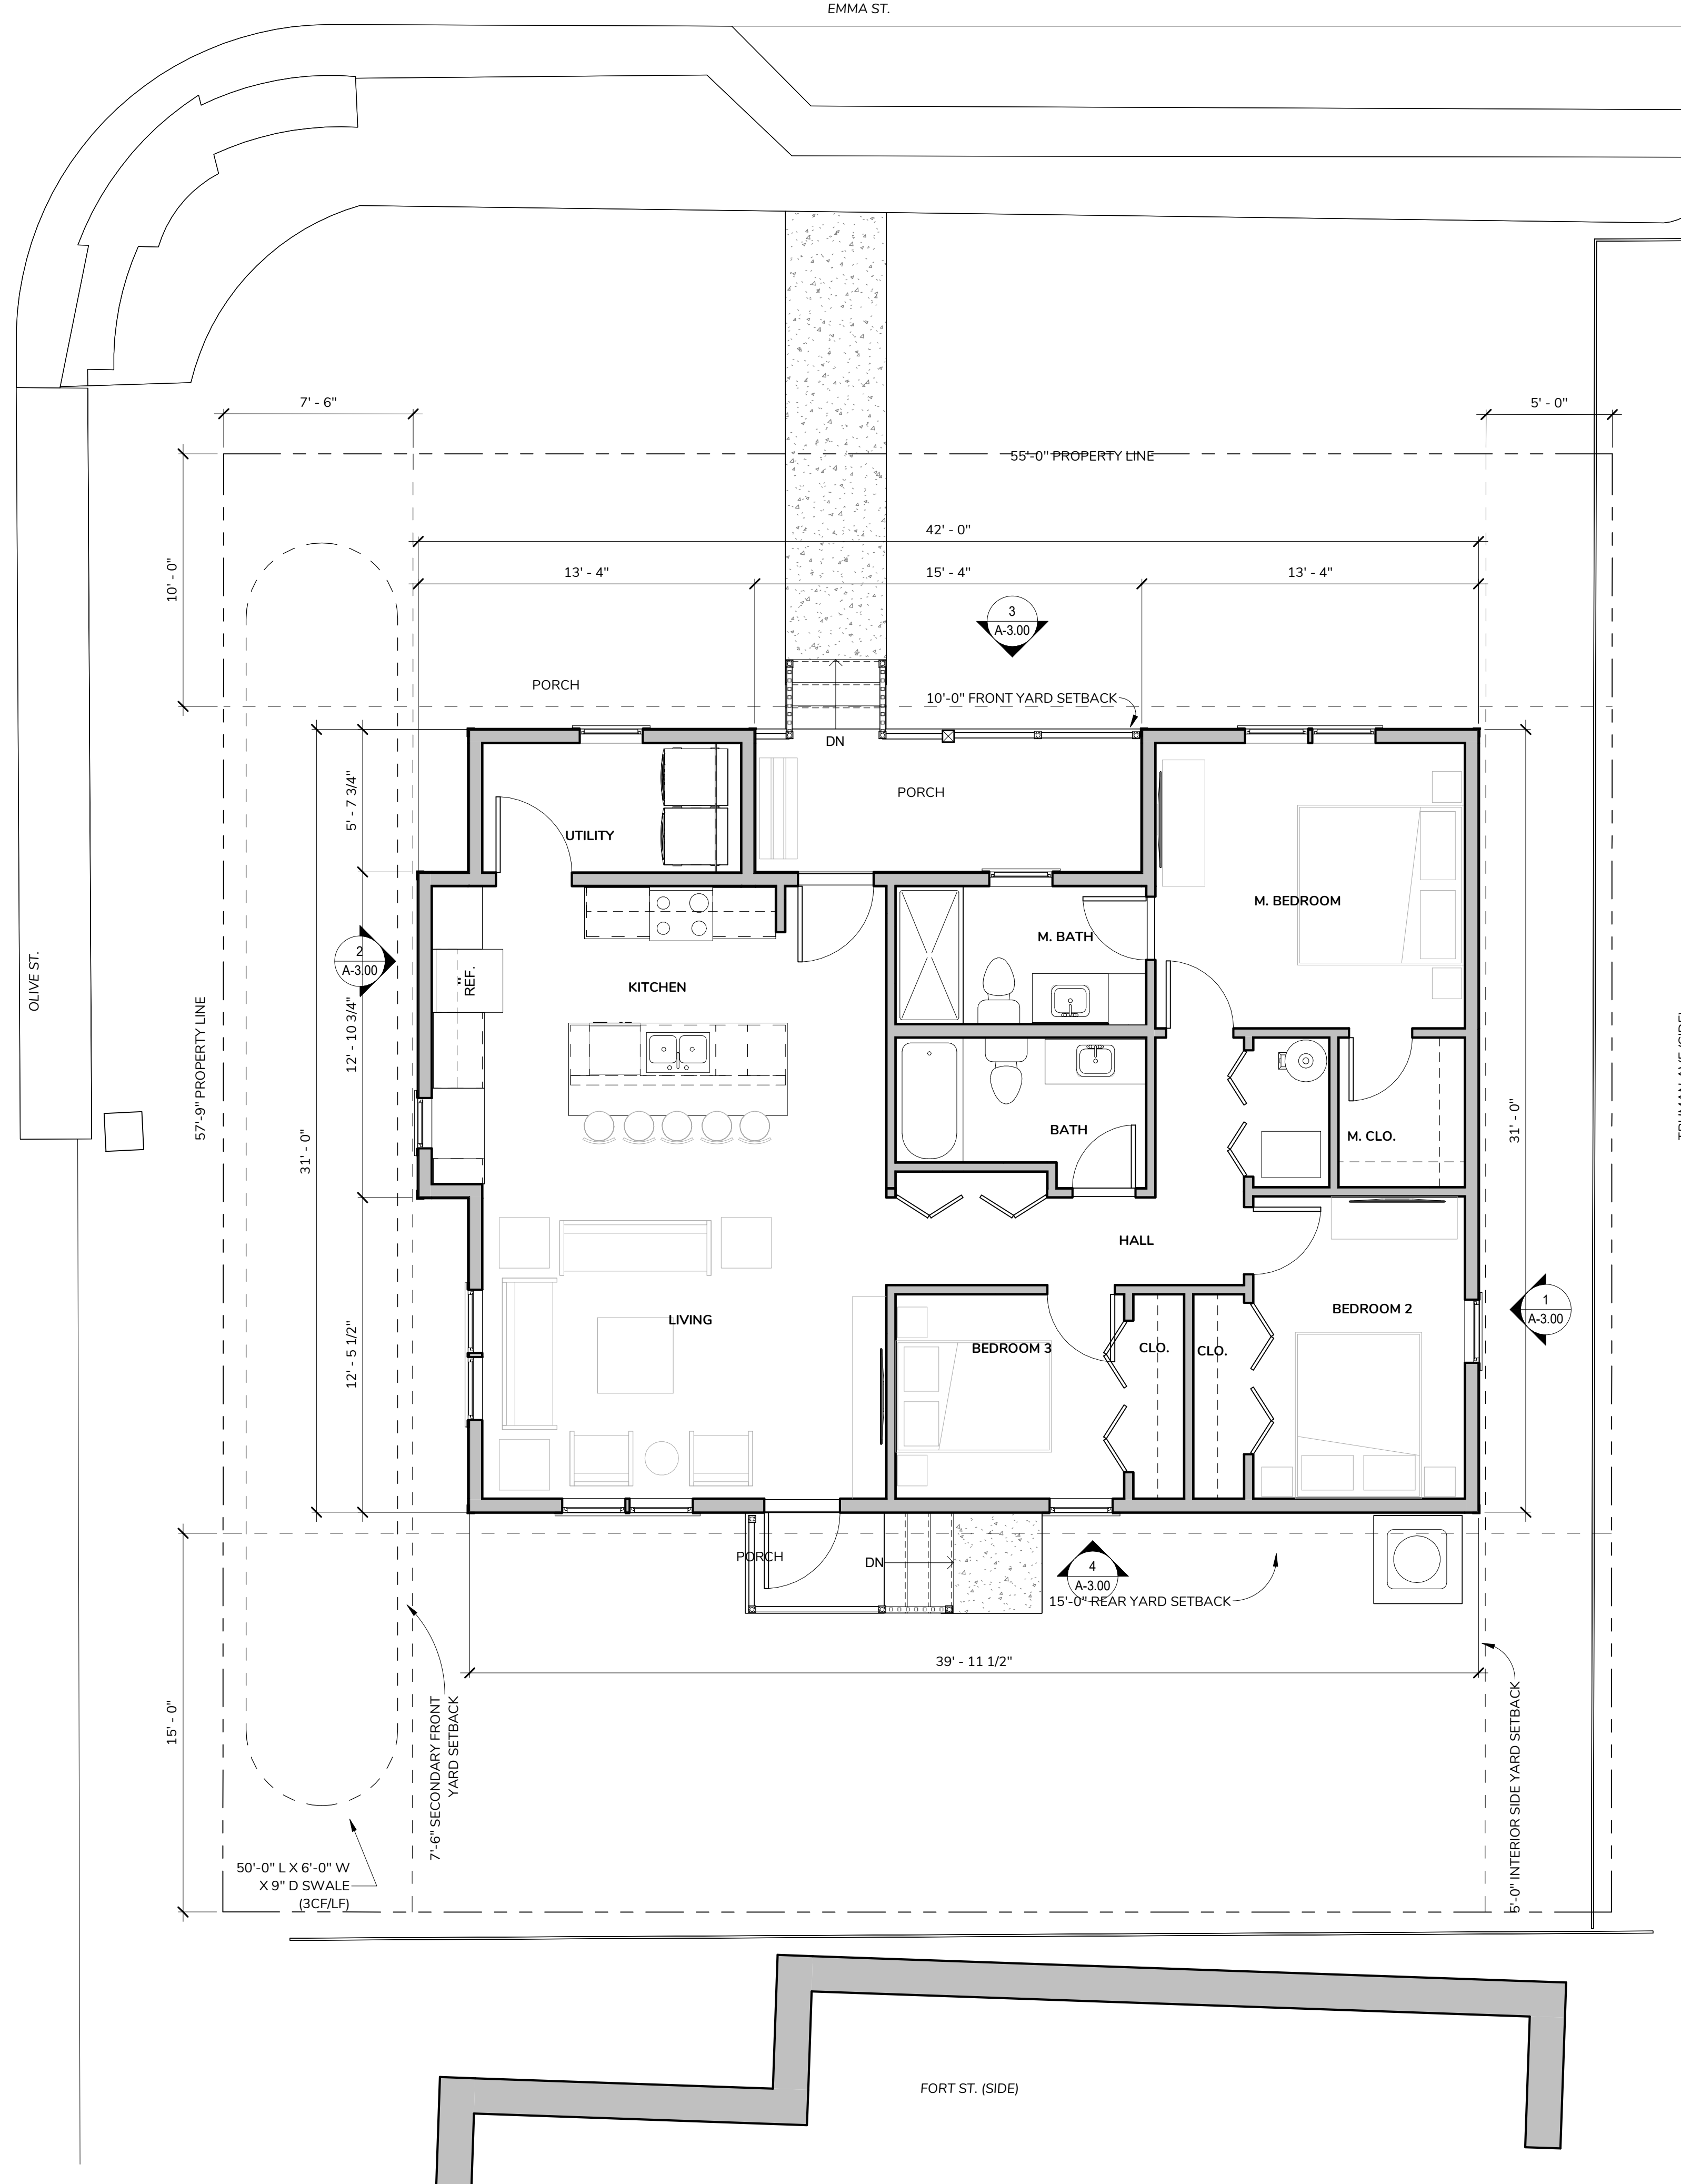 EMMA ST.
7' - 6"
5' - 0"
55'-0" PROPERTY LINE
42' - 0"
13' - 4"
15' - 4"
13' - 4"
10' - 0"
3
A-3.00
PORCH
10'-0" FRONT YARD SETBACK
DN
5' - 7 3/4"
PORCH
UTILITY
M. BEDROOM
M. BATH
2
A-3.00
REF.
KITCHEN
OLIVE ST.
57'-9" PROPERTY LINE
12' - 10 3/4"
31' - 0"
31' - 0"
BATH
M. CLO.
HALL
LIVING
BEDROOM 2
1
A-3.00
12' - 5 1/2"
BEDROOM 3
CLO.
CLO.
PORCH
DN
4
A-3.00
15'-0" REAR YARD SETBACK
39' - 11 1/2"
15' - 0"
7'-6" SECONDARY FRONT
YARD SETBACK
5'-0" INTERIOR SIDE YARD SETBACK
50'-0" L X 6'-0" W
X 9" D SWALE
(3CF/LF)
FORT ST. (SIDE)